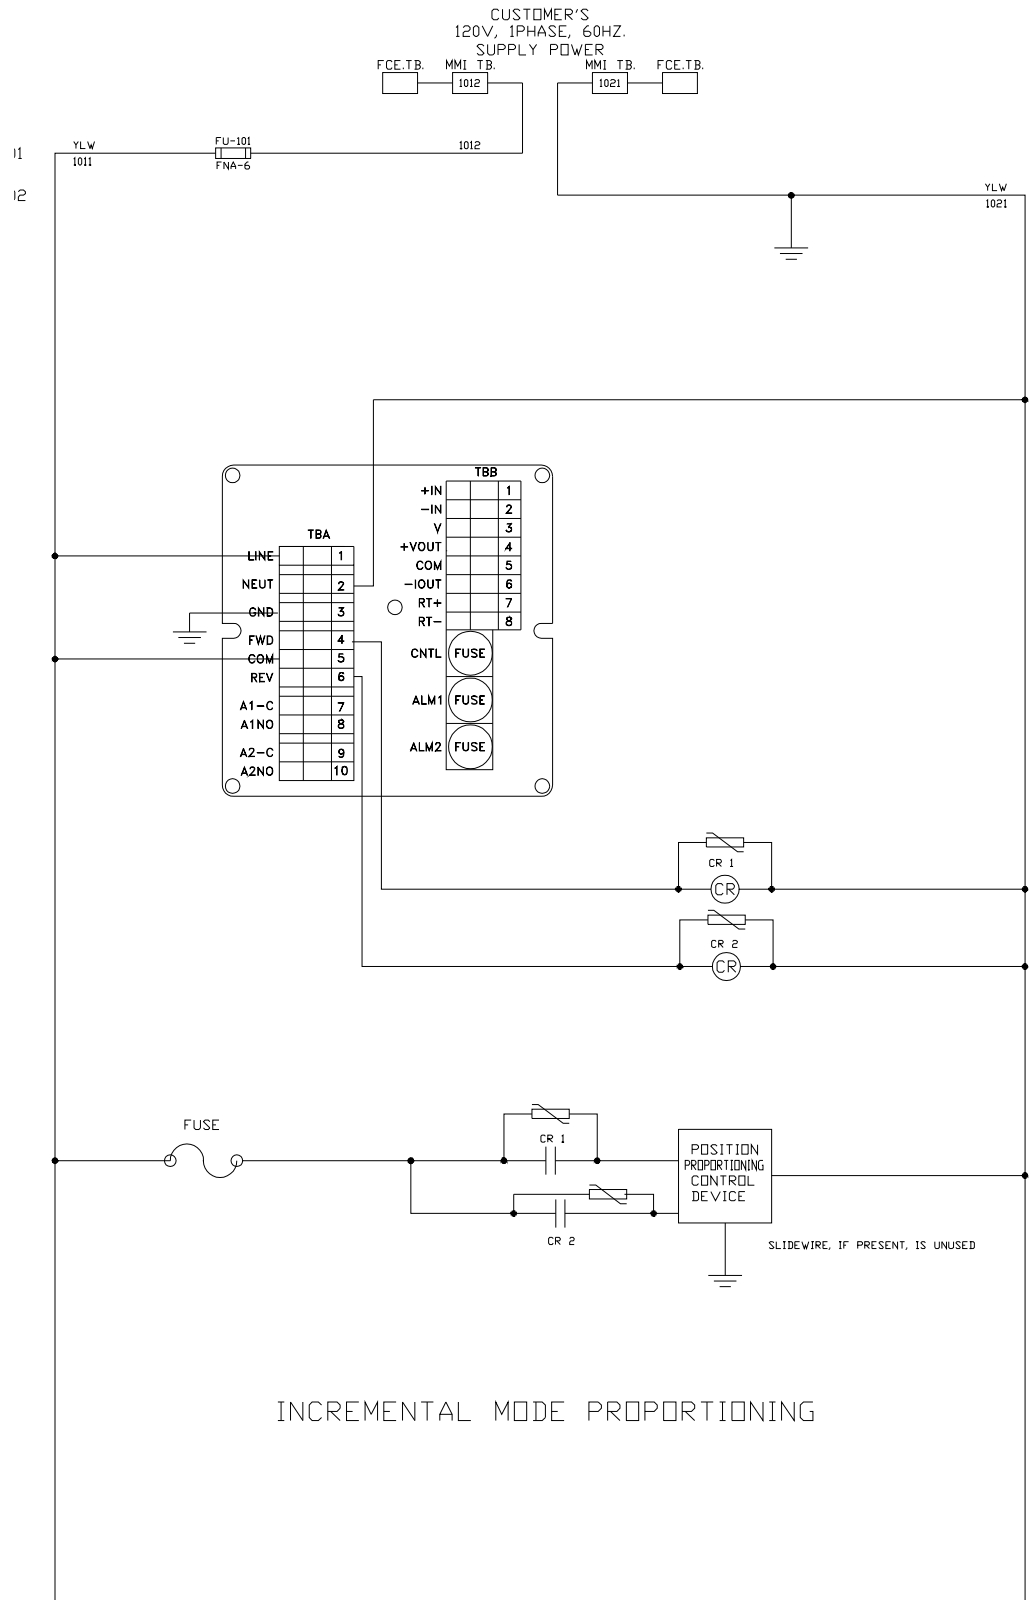 CUSTOMER'S
120V, 1PHASE, 60HZ.
SUPPLY POWER
FCE.TB. MMI TB. MMI TB. FCE.TB.
1012 1021
YLW
1011
FU-101
FNA-6
1012
YLW
1021
TBB
+IN 1
-IN 2
V 3
+VOUT 4
COM 5
-IOUT 6
RT+ 7
RT- 8
CNTL FUSE
ALM1 FUSE
ALM2 FUSE
TBA
LINE 1
NEUT 2
GND 3
FWD 4
COM 5
REV 6
A1-C 7
A1NO 8
A2-C 9
A2NO 10
CR 1
CR
CR 2
CR
FUSE
CR 1
CR 2
POSITION
PROPORTIONING
CONTROL
DEVICE
SLIDEWIRE, IF PRESENT, IS UNUSED
INCREMENTAL MODE PROPORTIONING